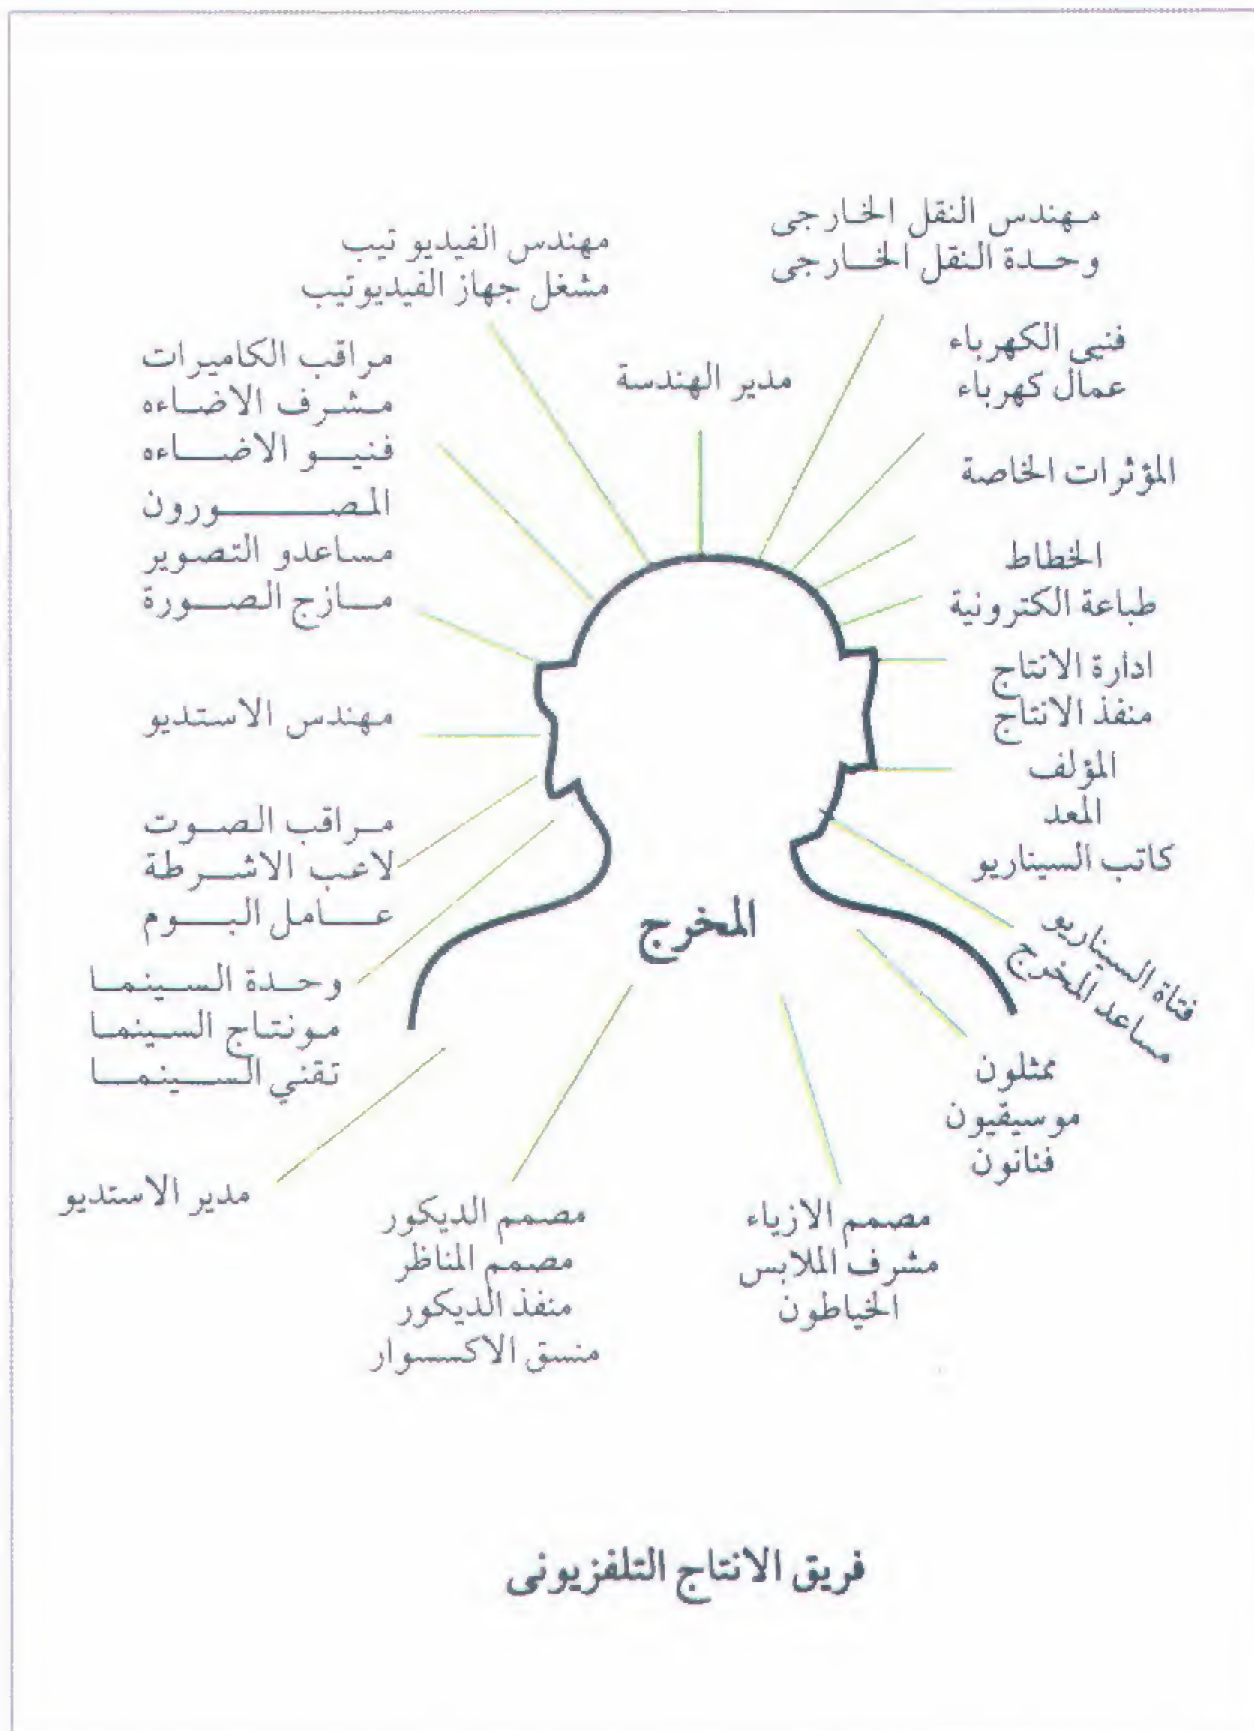 مهندس النقل الخارجى
وحدة النقل الخارجى
مهندس الفيديو تيب
مشغل جهاز الفيديوتيب
فنيى الكهرباء
عمال كهرباء
مدير الهندسة
مراقب الكاميرات
مشرف الاضاءه
فنيو الاضاءه
المصورون
مساعدو التصوير
مازج الصورة
المؤثرات الخاصة
الخطاط
طباعة الكترونية
ادارة الانتاج
منفذ الانتاج
مهندس الاستديو
المؤلف
المعد
كاتب السيناريو
مراقب الصوت
لاعب الاشرطة
عامل البوم
المخرج
فتاة السيناريو
مساعد المخرج
وحدة السينما
مونتاج السينما
تقني السينما
ممثلون
موسيقيون
فنانون
مدير الاستديو
مصمم الازياء
مشرف الملابس
الخياطون
مصمم الديكور
مصمم المناظر
منفذ الديكور
منسق الاكسوار
فريق الانتاج التلفزيونى